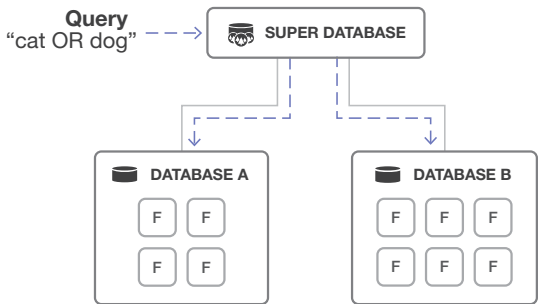 Query
“cat OR dog”
SUPER DATABASE
DATABASE A
F F
F F
DATABASE B
F F F
F F F